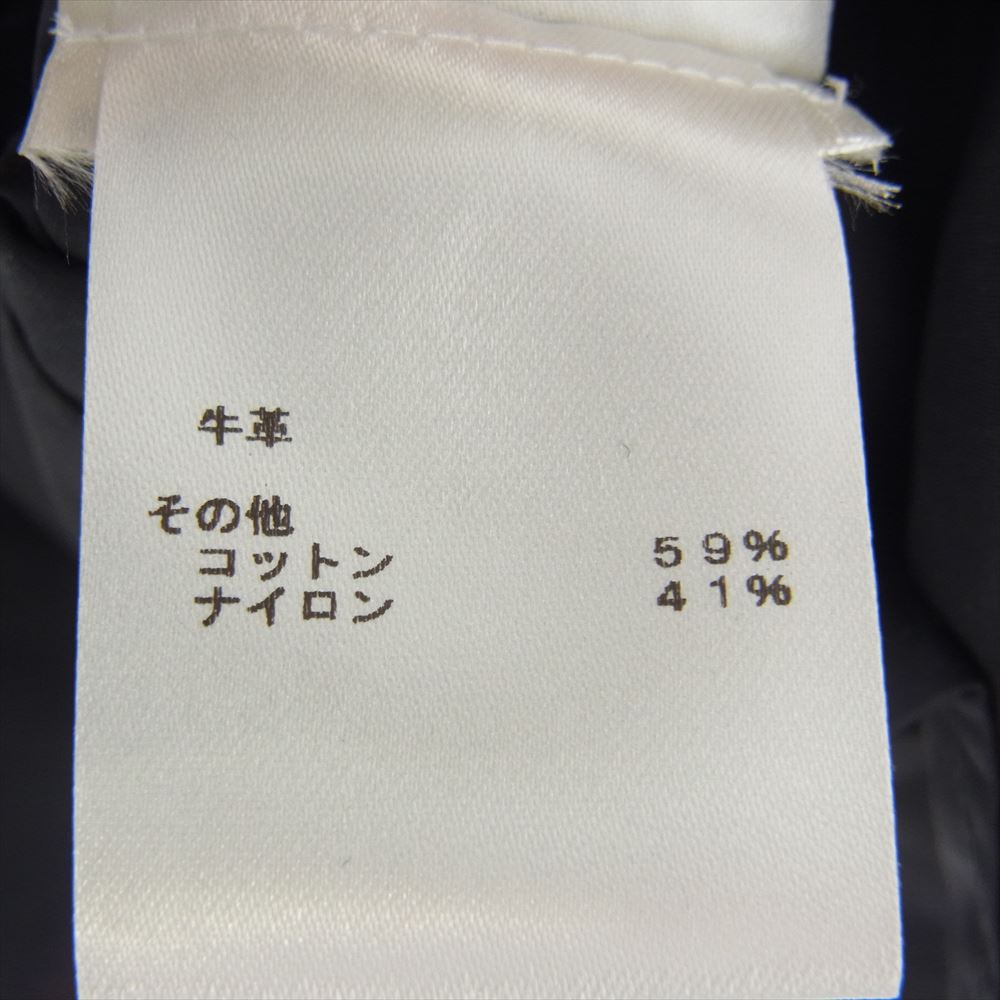 牛革
その他
コットン 59%
ナイロン 41%